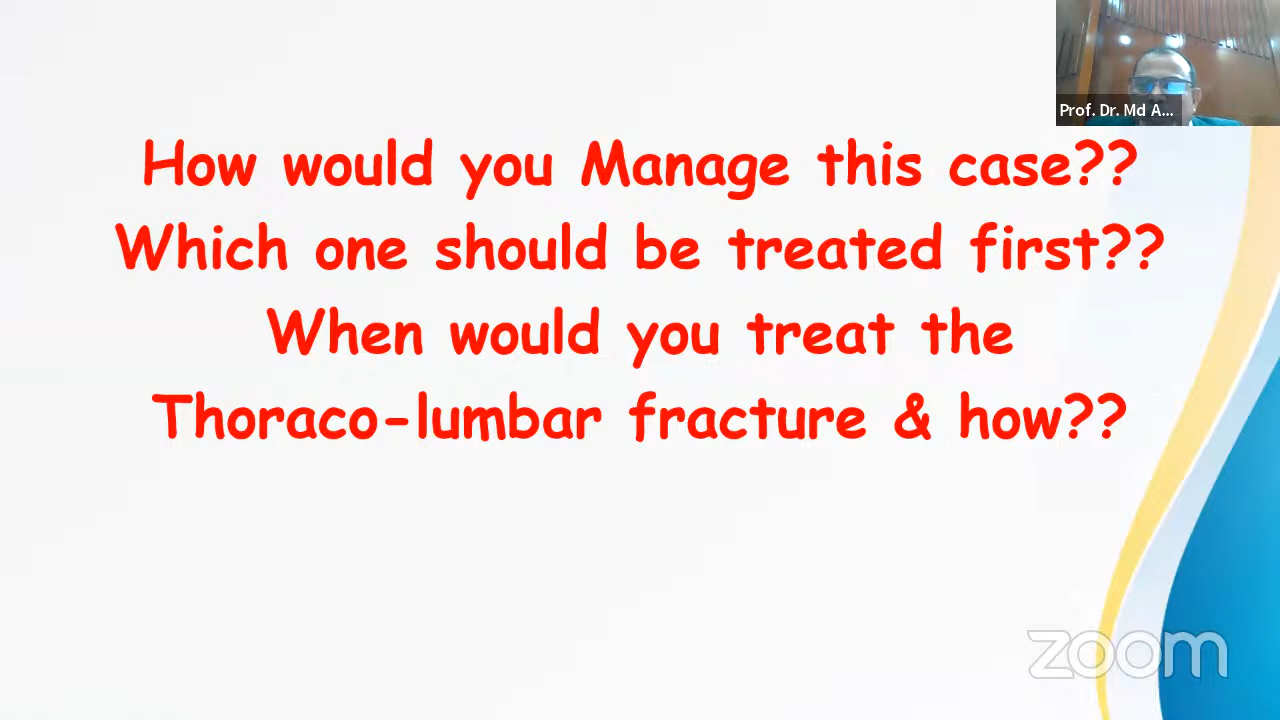 Prof. Dr. Md A...
How would you Manage this case??
Which one should be treated first??
When would you treat the
Thoraco-lumbar fracture & how??
zoom